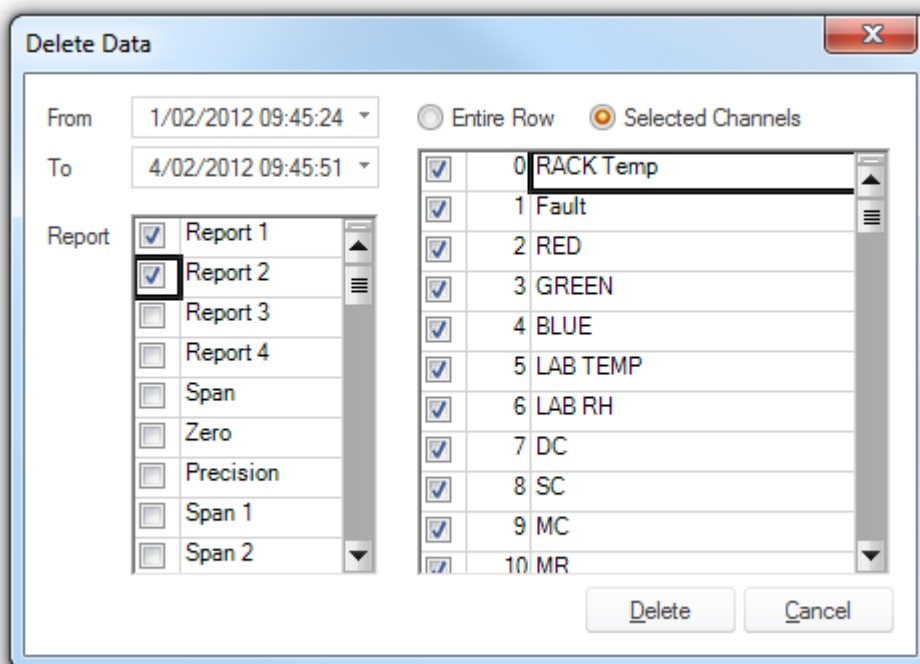 Delete Data
From 1/02/2012 09:45:24
To 4/02/2012 09:45:51
Entire Row Selected Channels
Report
Report 1
Report 2
Report 3
Report 4
Span
Zero
Precision
Span 1
Span 2
0 RACK Temp
1 Fault
2 RED
3 GREEN
4 BLUE
5 LAB TEMP
6 LAB RH
7 DC
8 SC
9 MC
10 MR
Delete Cancel